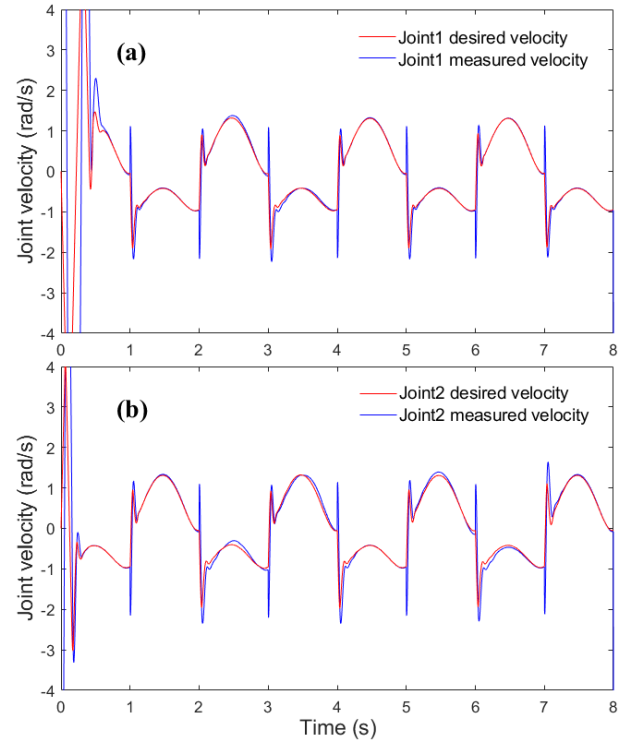 4
3
2
1
0
-1
-2
-3
-4
Joint velocity (rad/s)
(a)
Joint1 desired velocity
Joint1 measured velocity
0 1 2 3 4 5 6 7 8
4
3
2
1
0
-1
-2
-3
-4
Joint velocity (rad/s)
(b)
Joint2 desired velocity
Joint2 measured velocity
0 1 2 3 4 5 6 7 8
Time (s)